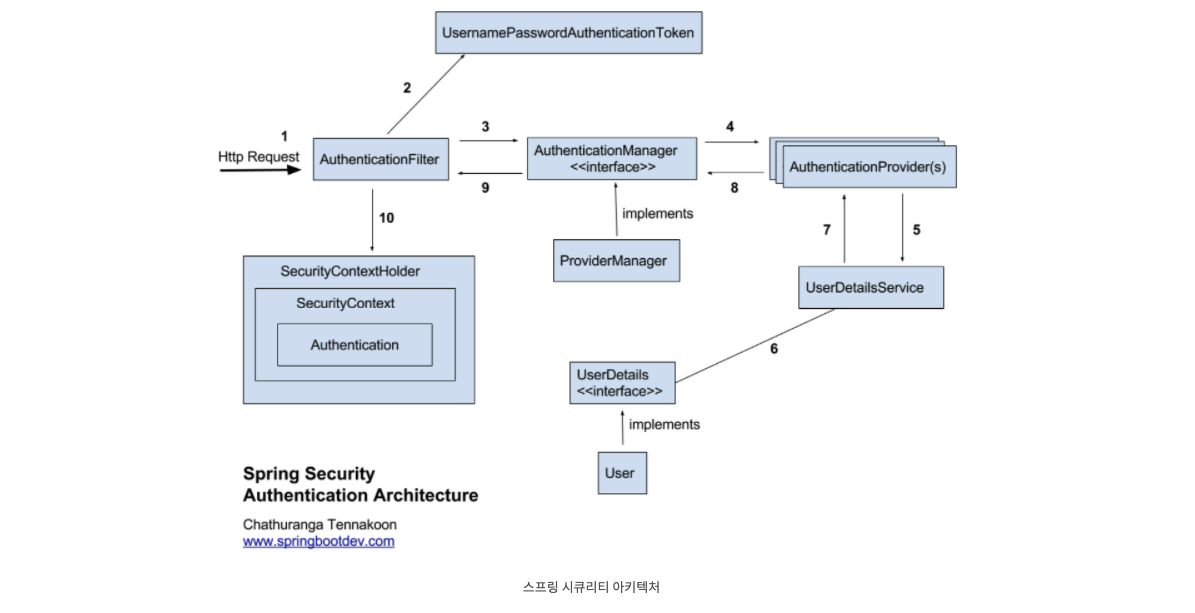 UsernamePasswordAuthenticationToken
2
1
Http Request
AuthenticationFilter
3
9
AuthenticationManager
<<interface>>
4
8
AuthenticationProvider(s)
implements
ProviderManager
7
5
UserDetailsService
10
SecurityContextHolder
SecurityContext
Authentication
6
UserDetails
<<interface>>
implements
User
Spring Security
Authentication Architecture
Chathuranga Tennakoon
www.springbootdev.com
스프링 시큐리티 아키텍처